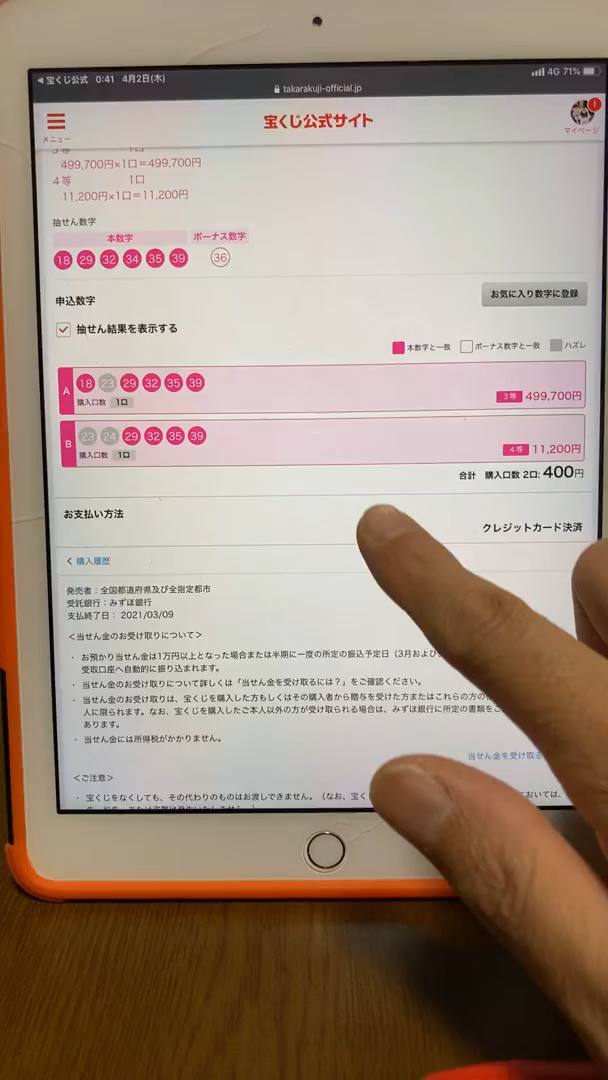 ◀宝くじ公式 0:41 4月2日(木) 4G 71%
takarakuji-official.jp
メニュー 宝くじ公式サイト マイページ 1
3等 1口
499,700円×1口=499,700円
4等 1口
11,200円×1口=11,200円
抽せん数字
本数字 ボーナス数字
18 29 32 34 35 39 36
申込数字 お気に入り数字に登録
抽せん結果を表示する
本数字と一致 ボーナス数字と一致 ハズレ
A 18 23 29 32 35 39
購入口数 1口 3等 499,700円
B 23 24 29 32 35 39
購入口数 1口 4等 11,200円
合計 購入口数 2口: 400円
お支払い方法
クレジットカード決済
< 購入履歴
発売者：全国都道府県及び全指定都市
受託銀行：みずほ銀行
支払終了日： 2021/03/09
<当せん金のお受け取りについて>
・ お預かり当せん金は1万円以上となった場合または半期に一度の所定の振込予定日（3月および
受取口座へ自動的に振り込まれます。
・ 当せん金のお受け取りについて詳しくは「当せん金を受け取るには？」をご確認ください。
・ 当せん金のお受け取りは、宝くじを購入した方もしくはその購入者から贈与を受けた方またはこれらの方の
人に限られます。なお、宝くじを購入したご本人以外の方が受け取られる場合は、みずほ銀行に所定の書類をご
あります。
・ 当せん金には所得税がかかりません。
当せん金を受け取る
<ご注意>
・ 宝くじをなくしても、その代わりのものはお渡しできません。（なお、宝く においては、